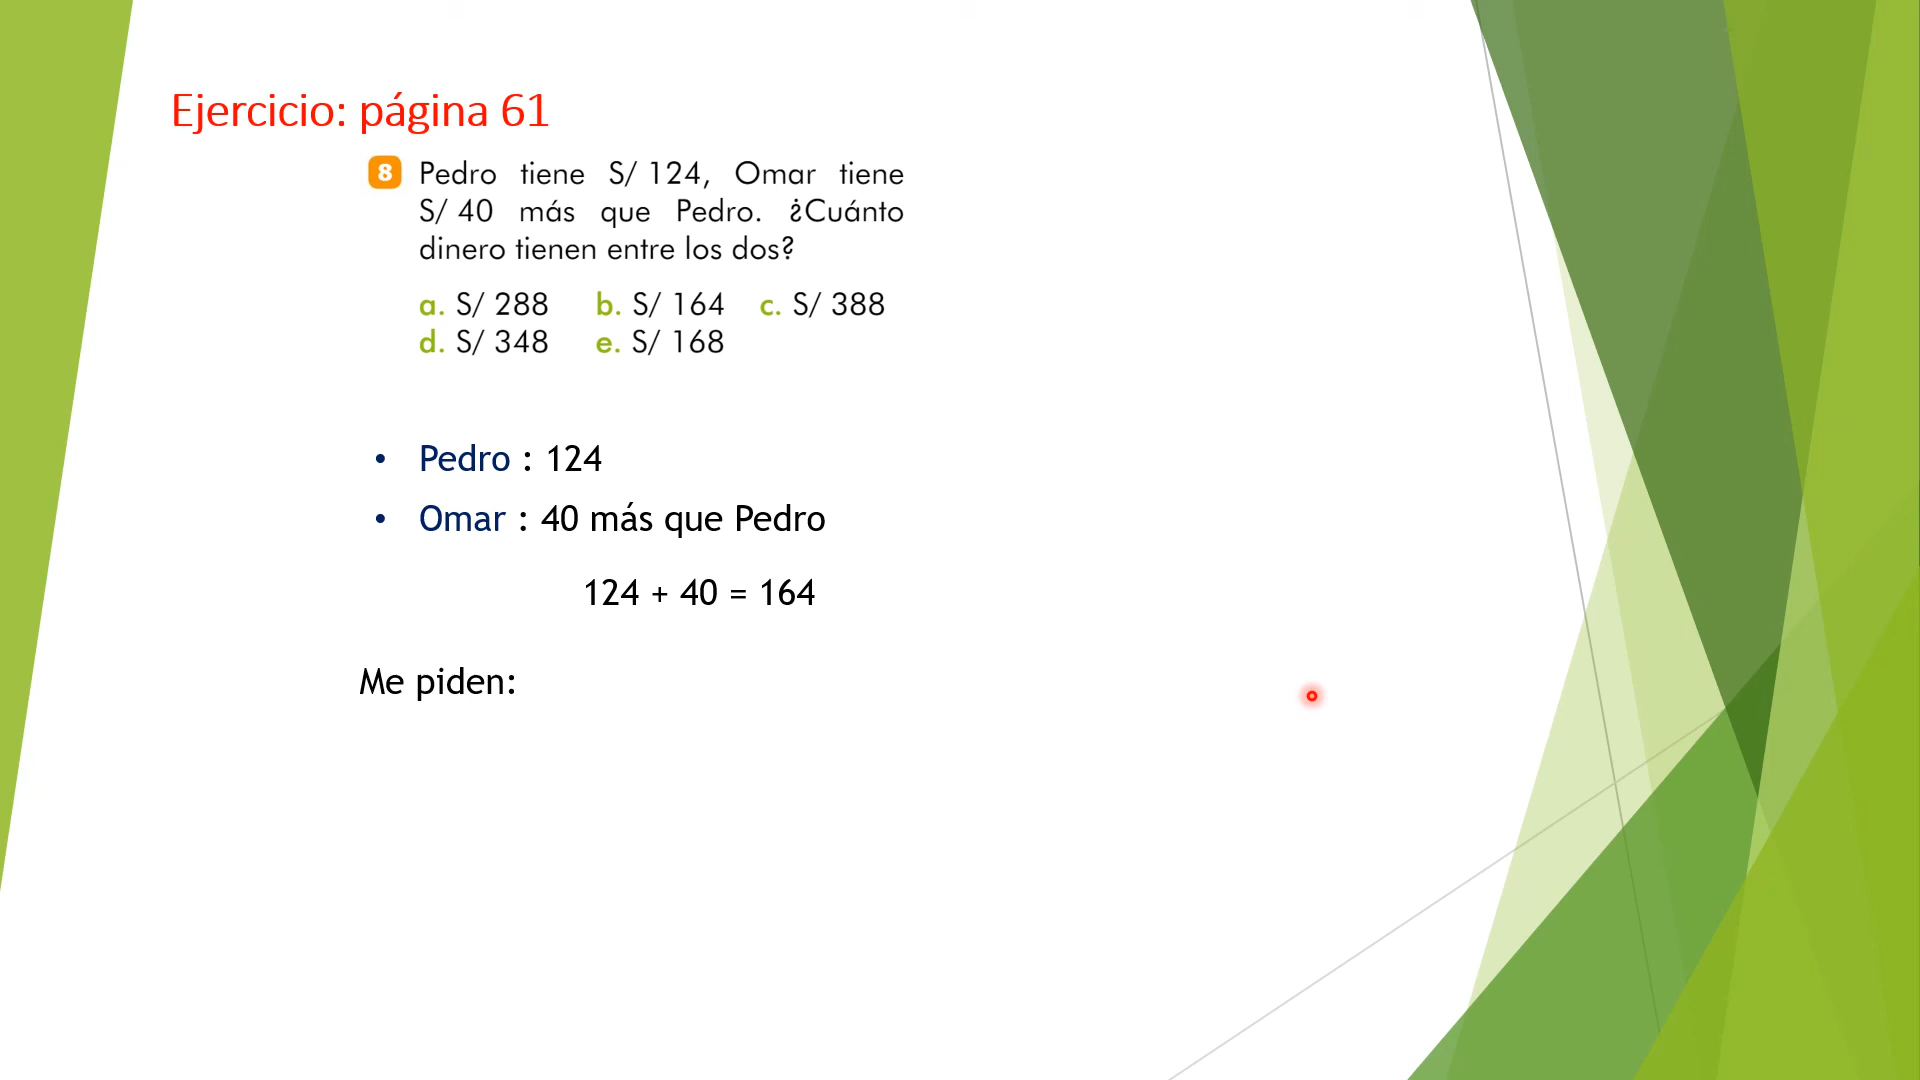 Ejercicio: página 61
8 Pedro tiene S/ 124, Omar tiene
S/ 40 más que Pedro. ¿Cuánto
dinero tienen entre los dos?
a. S/ 288 b. S/ 164 c. S/ 388
d. S/ 348 e. S/ 168
• Pedro : 124
• Omar : 40 más que Pedro
124 + 40 = 164
Me piden: